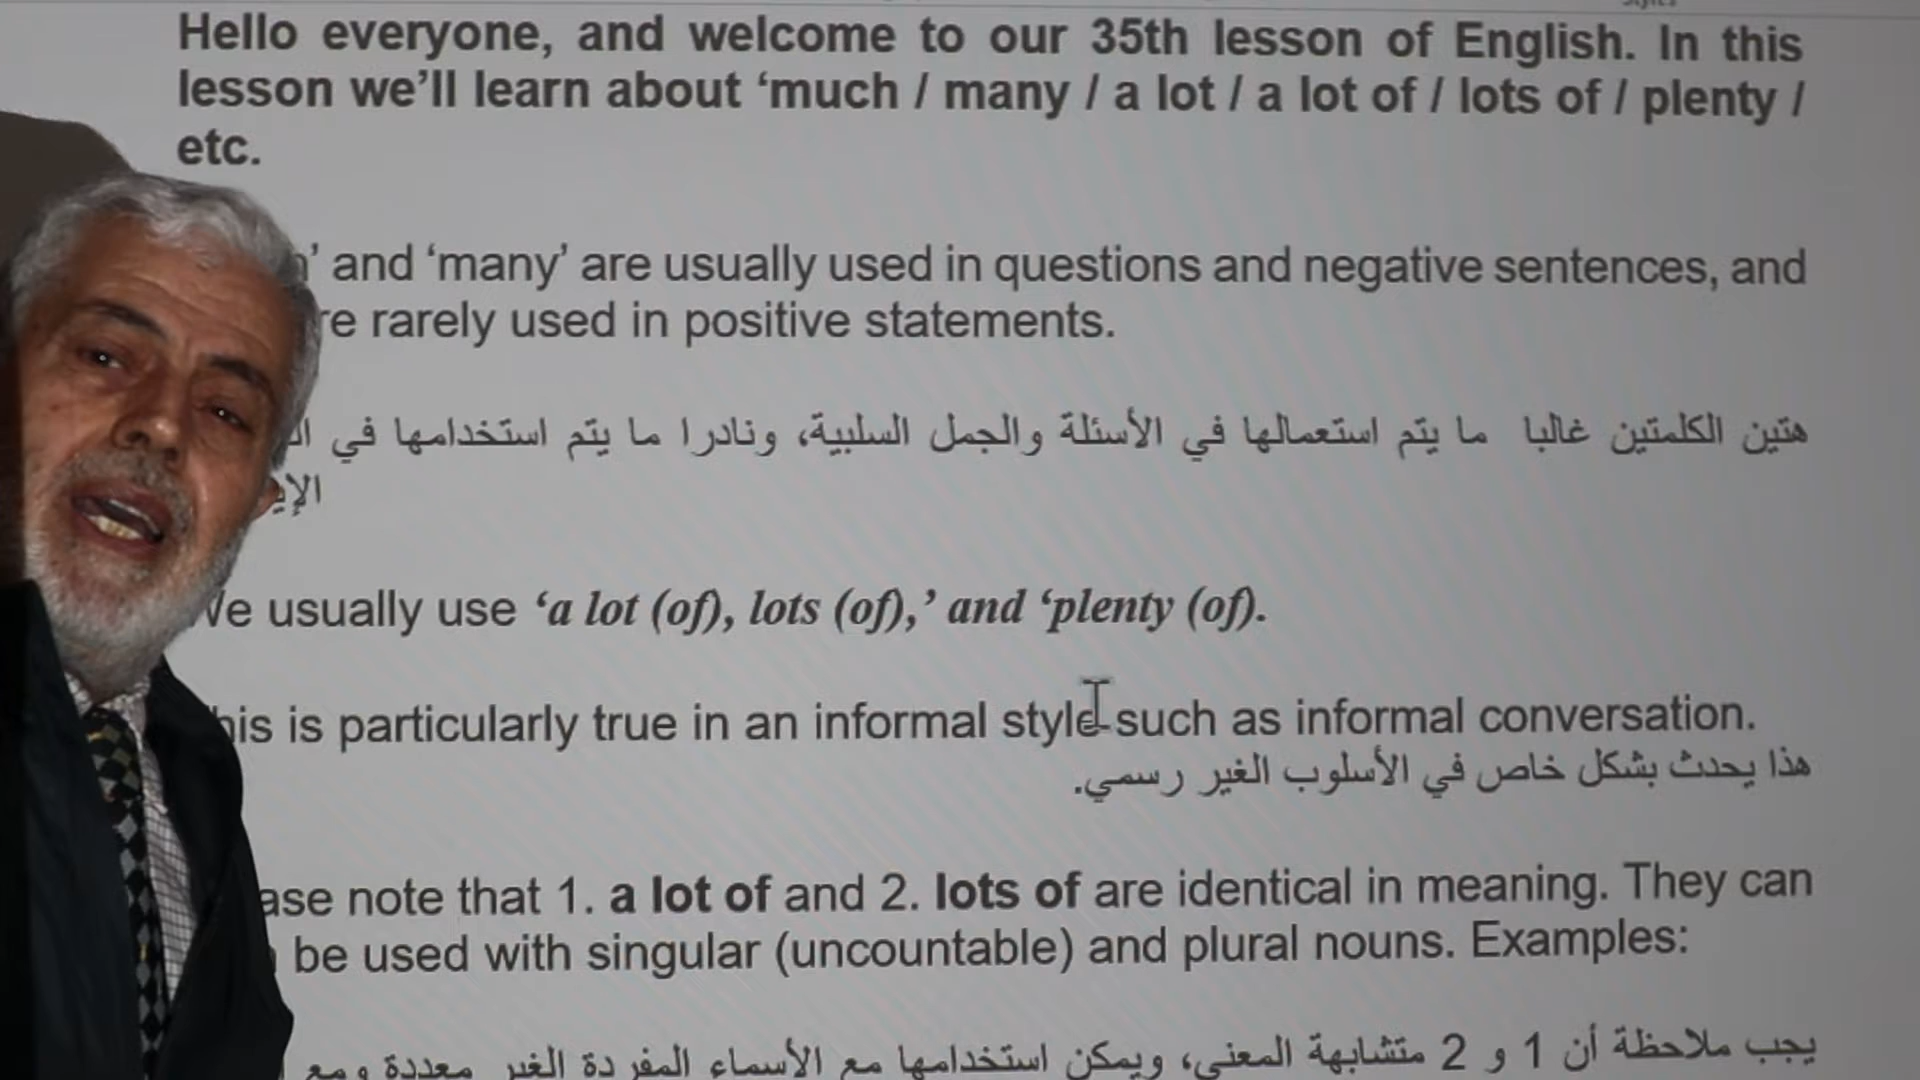 Hello everyone, and welcome to our 35th lesson of English. In this
lesson we’ll learn about ‘much / many / a lot / a lot of / lots of / plenty /
etc.
’ and ‘many’ are usually used in questions and negative sentences, and
rarely used in positive statements.
هتين الكلمتين غالبا ما يتم استعمالها في الأسئلة والجمل السلبية، ونادرا ما يتم استخدامها في
usually use ‘a lot (of), lots (of),’ and ‘plenty (of).
is particularly true in an informal style such as informal conversation.
هذا يحدث بشكل خاص في الأسلوب الغير رسمي.
note that 1. a lot of and 2. lots of are identical in meaning. They can
be used with singular (uncountable) and plural nouns. Examples:
يجب ملاحظة أن 1 و 2 متشابهة المعنى، ويمكن استخدامها مع الأسماء المفردة الغير معددة ومع